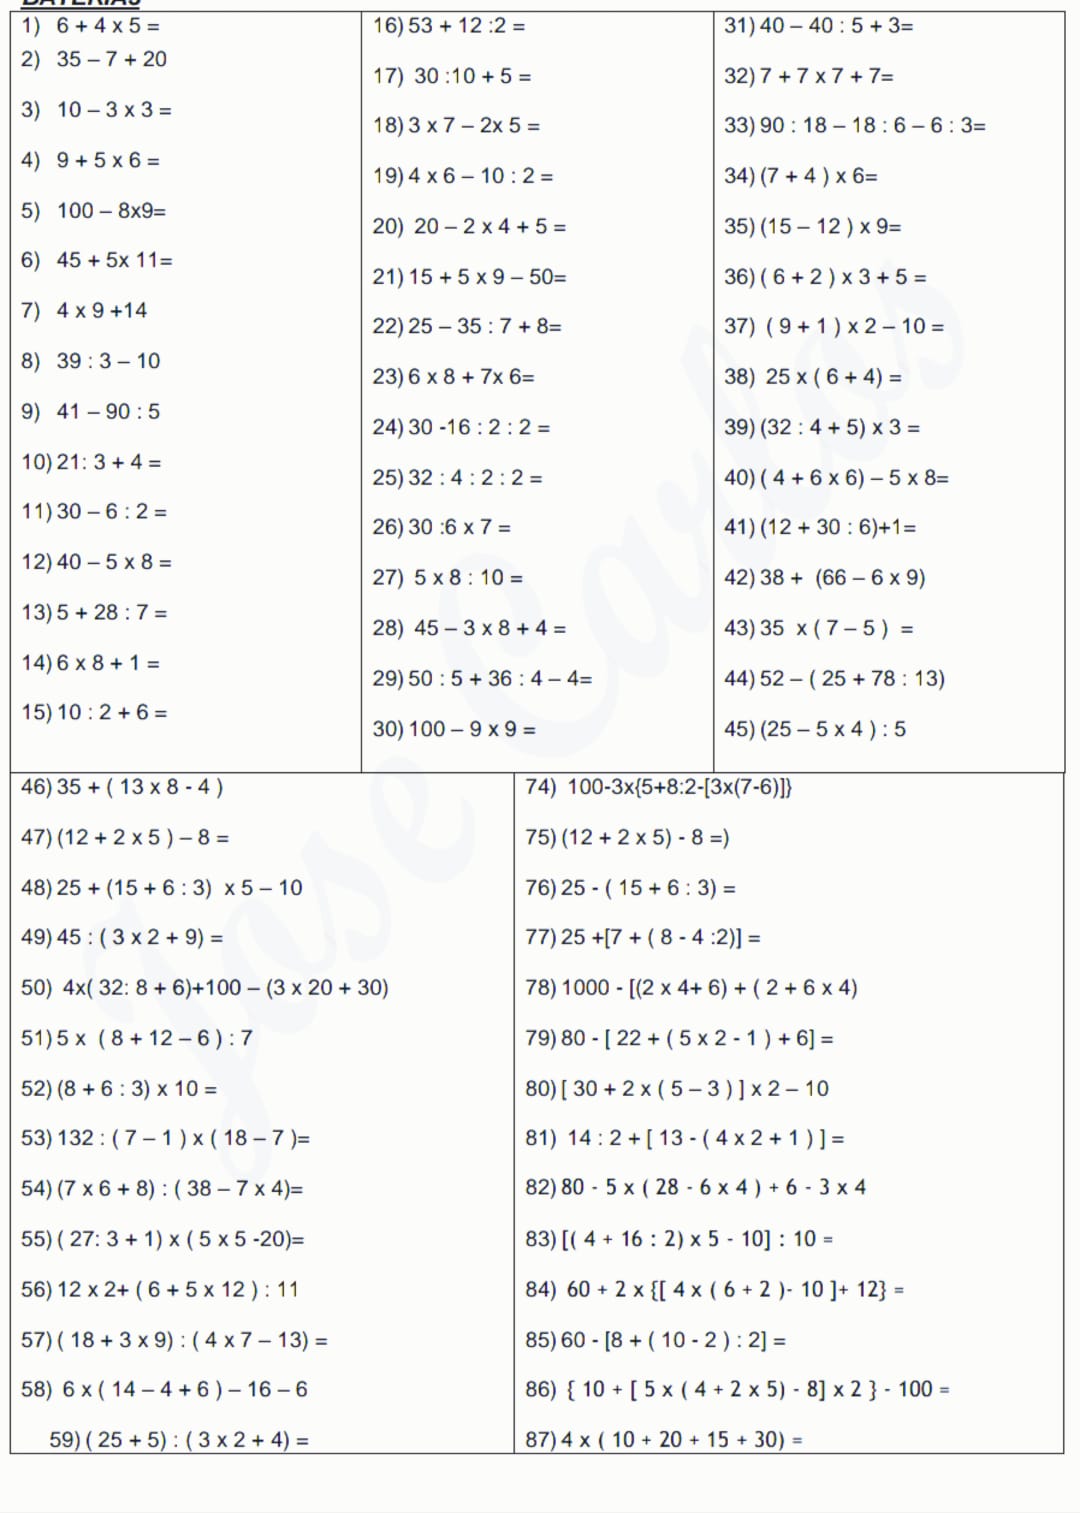 BATERIAS
1) 6 + 4 x 5 =
2) 35 – 7 + 20
3) 10 – 3 x 3 =
4) 9 + 5 x 6 =
5) 100 – 8x9=
6) 45 + 5x 11=
7) 4 x 9 +14
8) 39 : 3 – 10
9) 41 – 90 : 5
10) 21: 3 + 4 =
11) 30 – 6 : 2 =
12) 40 – 5 x 8 =
13) 5 + 28 : 7 =
14) 6 x 8 + 1 =
15) 10 : 2 + 6 =
16) 53 + 12 :2 =
17) 30 :10 + 5 =
18) 3 x 7 – 2x 5 =
19) 4 x 6 – 10 : 2 =
20) 20 – 2 x 4 + 5 =
21) 15 + 5 x 9 – 50=
22) 25 – 35 : 7 + 8=
23) 6 x 8 + 7x 6=
24) 30 -16 : 2 : 2 =
25) 32 : 4 : 2 : 2 =
26) 30 :6 x 7 =
27) 5 x 8 : 10 =
28) 45 – 3 x 8 + 4 =
29) 50 : 5 + 36 : 4 – 4=
30) 100 – 9 x 9 =
31) 40 – 40 : 5 + 3=
32) 7 + 7 x 7 + 7=
33) 90 : 18 – 18 : 6 – 6 : 3=
34) (7 + 4 ) x 6=
35) (15 – 12 ) x 9=
36) ( 6 + 2 ) x 3 + 5 =
37) ( 9 + 1 ) x 2 – 10 =
38) 25 x ( 6 + 4) =
39) (32 : 4 + 5) x 3 =
40) ( 4 + 6 x 6) – 5 x 8=
41) (12 + 30 : 6)+1=
42) 38 + (66 – 6 x 9)
43) 35 x ( 7 – 5 ) =
44) 52 – ( 25 + 78 : 13)
45) (25 – 5 x 4 ) : 5
46) 35 + ( 13 x 8 - 4 )
47) (12 + 2 x 5 ) – 8 =
48) 25 + (15 + 6 : 3) x 5 – 10
49) 45 : ( 3 x 2 + 9) =
50) 4x( 32: 8 + 6)+100 – (3 x 20 + 30)
51) 5 x ( 8 + 12 – 6 ) : 7
52) (8 + 6 : 3) x 10 =
53) 132 : ( 7 – 1 ) x ( 18 – 7 )=
54) (7 x 6 + 8) : ( 38 – 7 x 4)=
55) ( 27: 3 + 1) x ( 5 x 5 -20)=
56) 12 x 2+ ( 6 + 5 x 12 ) : 11
57) ( 18 + 3 x 9) : ( 4 x 7 – 13) =
58) 6 x ( 14 – 4 + 6 ) – 16 – 6
59) ( 25 + 5) : ( 3 x 2 + 4) =
74) 100-3x{5+8:2-[3x(7-6)]}
75) (12 + 2 x 5) - 8 =)
76) 25 - ( 15 + 6 : 3) =
77) 25 +[7 + ( 8 - 4 :2)] =
78) 1000 - [(2 x 4+ 6) + ( 2 + 6 x 4)
79) 80 - [ 22 + ( 5 x 2 - 1 ) + 6] =
80) [ 30 + 2 x ( 5 – 3 ) ] x 2 – 10
81) 14 : 2 + [ 13 - ( 4 x 2 + 1 ) ] =
82) 80 - 5 x ( 28 - 6 x 4 ) + 6 - 3 x 4
83) [( 4 + 16 : 2) x 5 - 10] : 10 =
84) 60 + 2 x {[ 4 x ( 6 + 2 )- 10 ]+ 12} =
85) 60 - [8 + ( 10 - 2 ) : 2] =
86) { 10 + [ 5 x ( 4 + 2 x 5) - 8] x 2 } - 100 =
87) 4 x ( 10 + 20 + 15 + 30) =
Jose Carlos